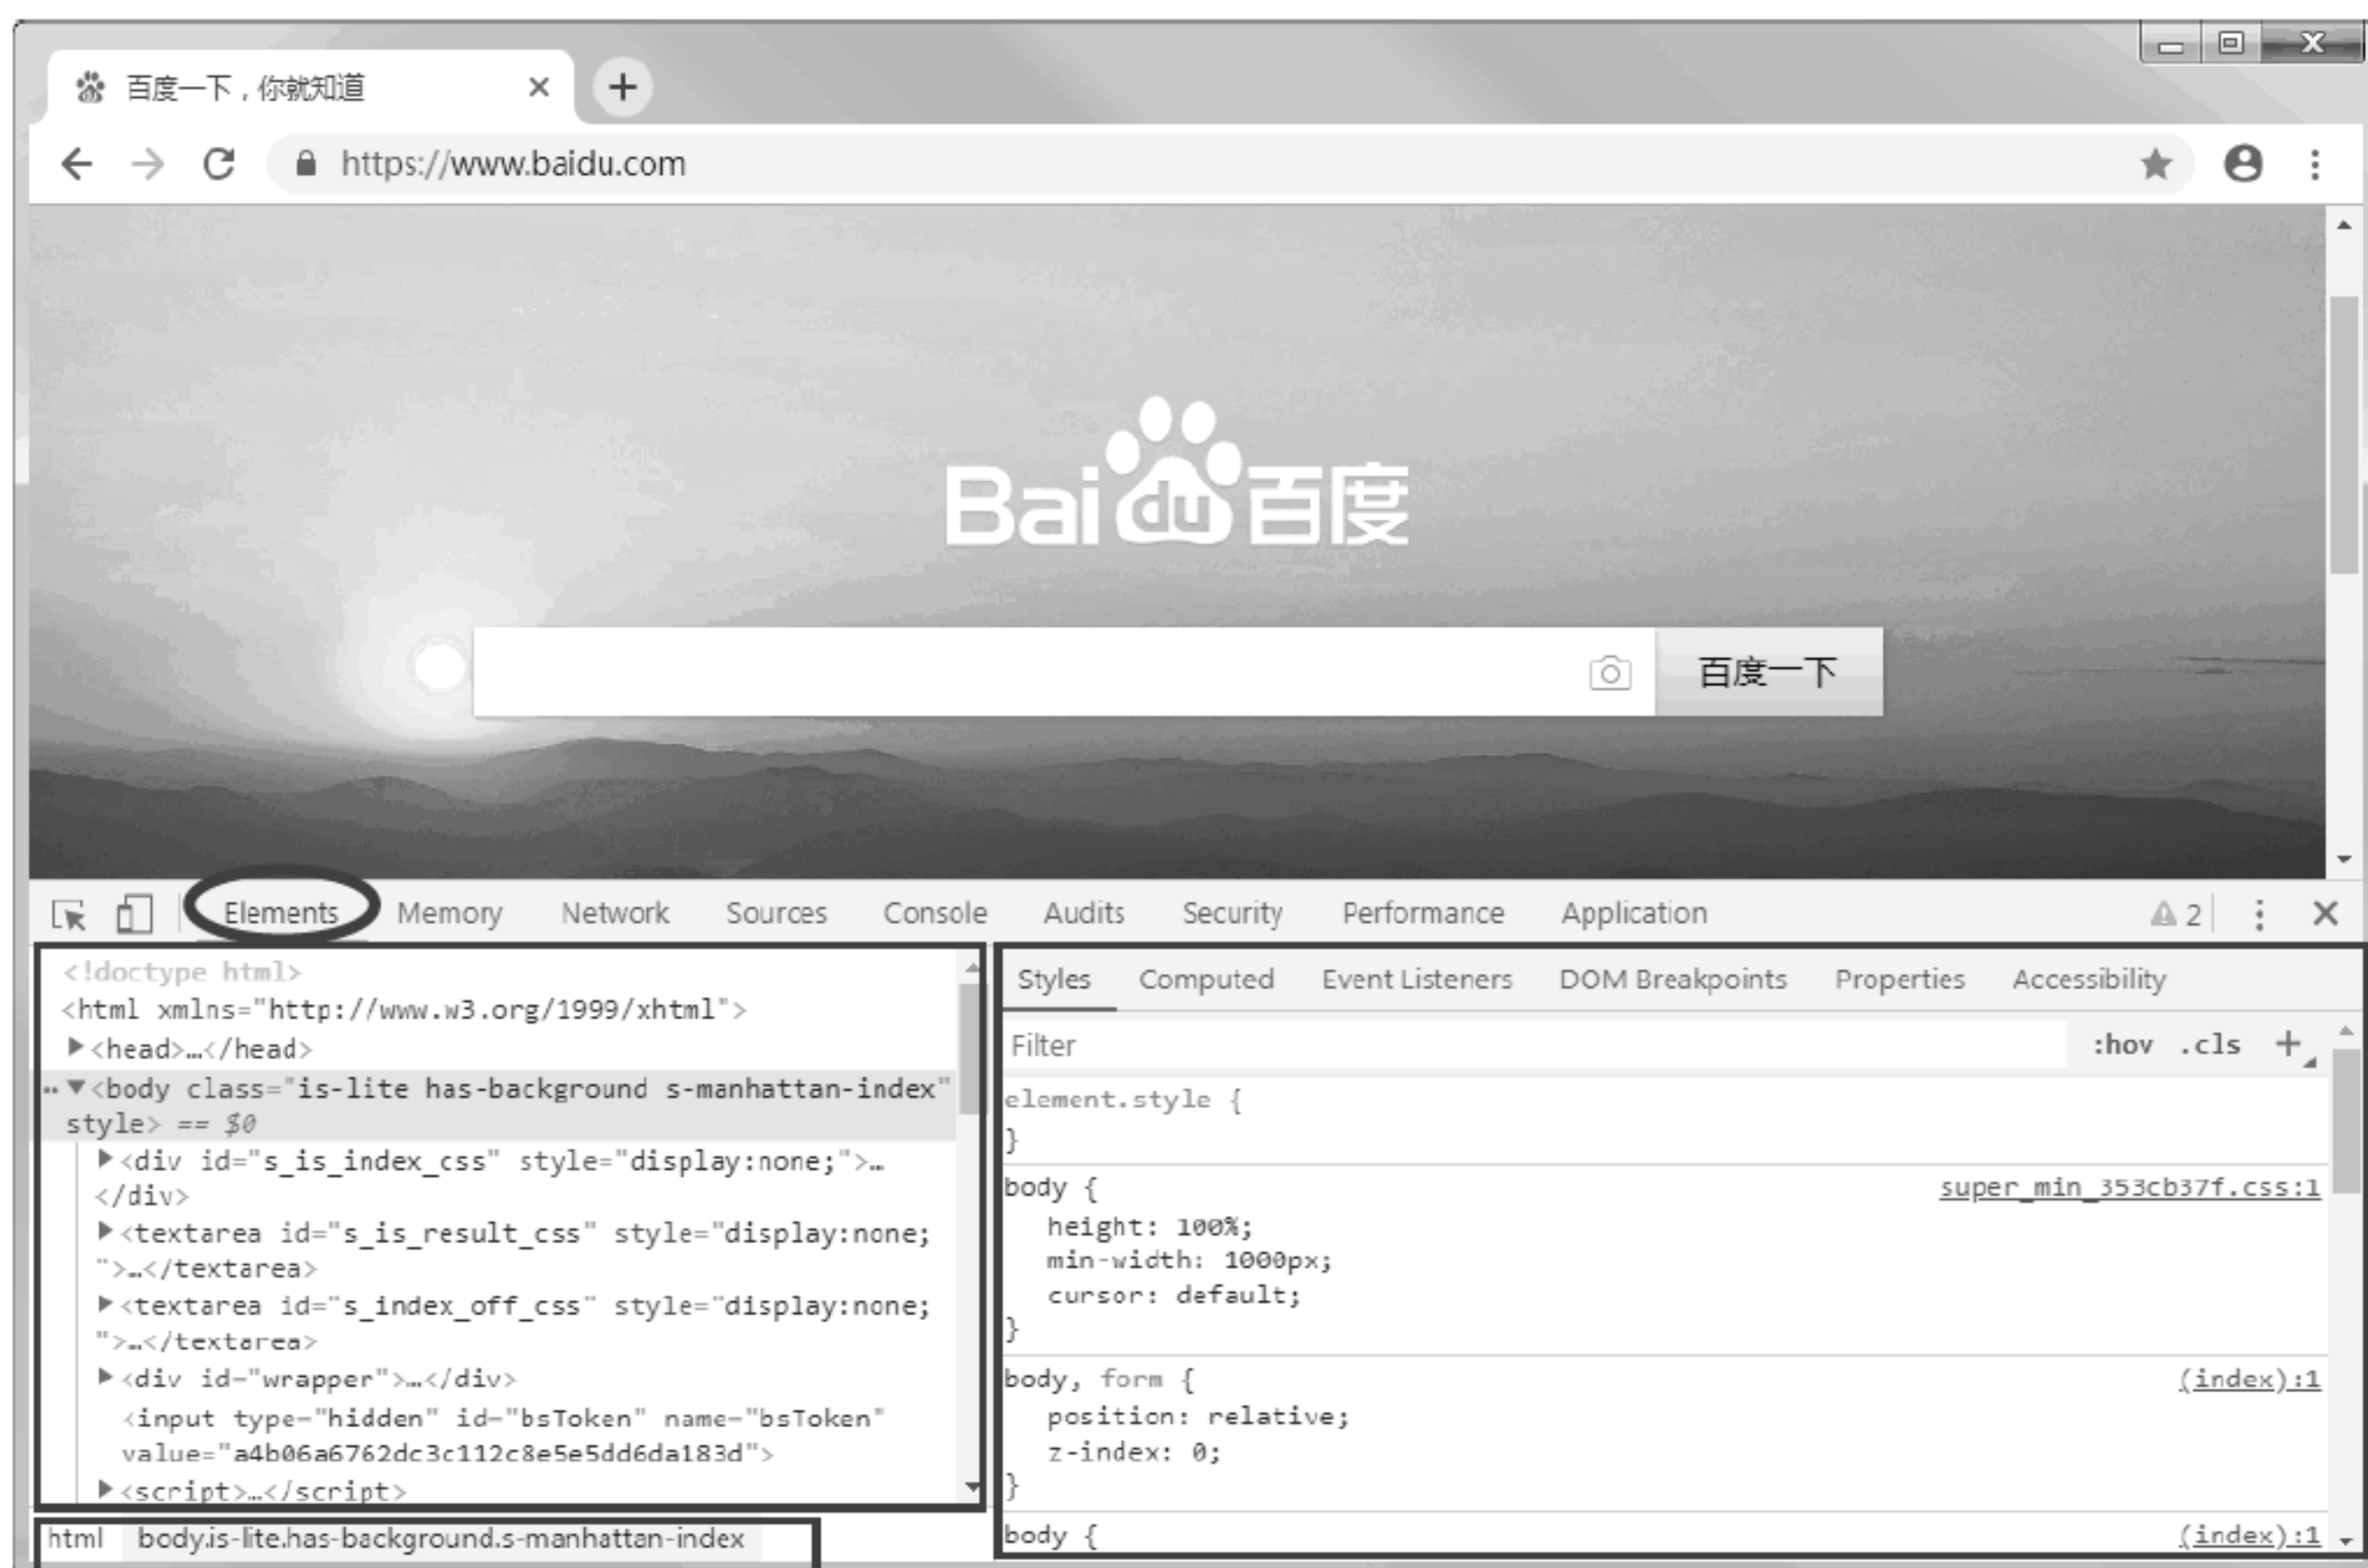 百度一下，你就知道
https://www.baidu.com
Bai du 百度
百度一下
Elements Memory Network Sources Console Audits Security Performance Application 2
<!doctype html>
<html xmlns="http://www.w3.org/1999/xhtml">
<head>…</head>
<body class="is-lite has-background s-manhattan-index"
style> == $0
<div id="s_is_index_css" style="display:none;">…
</div>
<textarea id="s_is_result_css" style="display:none;
">…</textarea>
<textarea id="s_index_off_css" style="display:none;
">…</textarea>
<div id="wrapper">…</div>
<input type="hidden" id="bsToken" name="bsToken"
value="a4b06a6762dc3c112c8e5e5dd6da183d">
<script>…</script>
html body.is-lite.has-background.s-manhattan-index
Styles Computed Event Listeners DOM Breakpoints Properties Accessibility
Filter :hov .cls +
element.style {
}
body { super_min_353cb37f.css:1
height: 100%;
min-width: 1000px;
cursor: default;
}
body, form { (index):1
position: relative;
z-index: 0;
}
body { (index):1